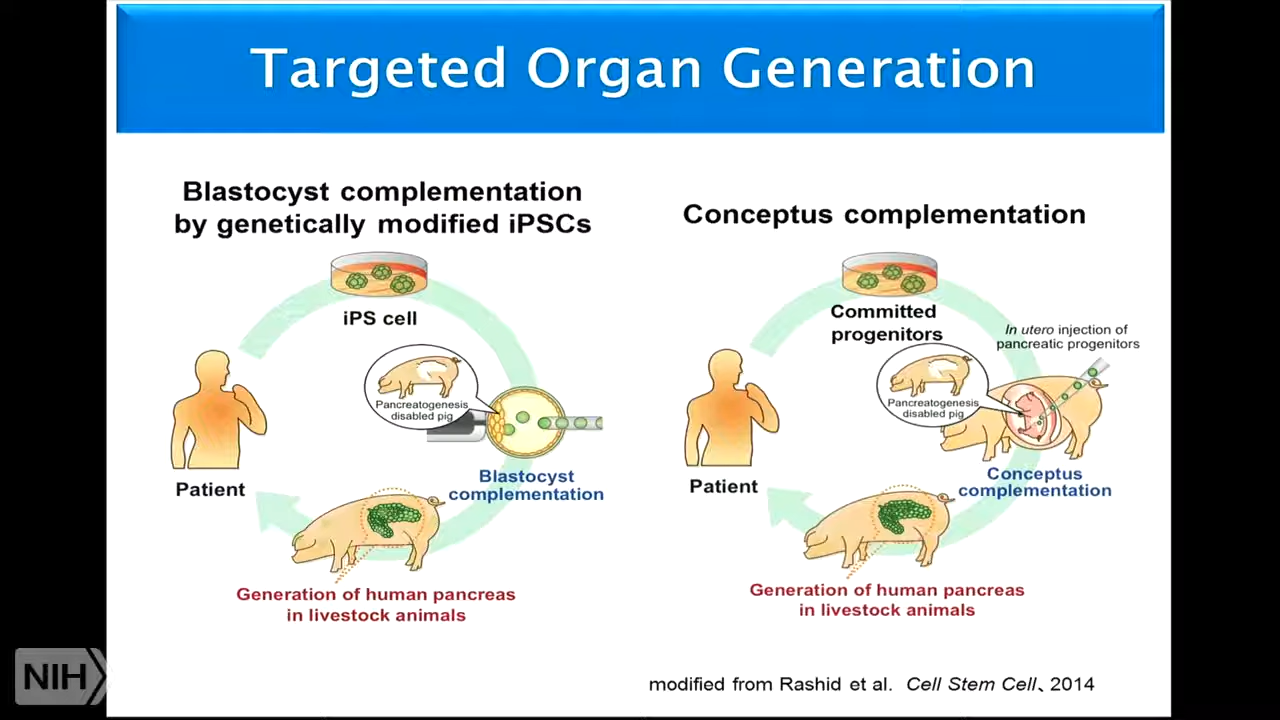 Targeted Organ Generation
Blastocyst complementation
by genetically modified iPSCs
iPS cell
Pancreatogenesis
disabled pig
Blastocyst
complementation
Patient
Generation of human pancreas
in livestock animals
Conceptus complementation
Committed
progenitors
In utero injection of
pancreatic progenitors
Pancreatogenesis
disabled pig
Conceptus
complementation
Patient
Generation of human pancreas
in livestock animals
NIH
modified from Rashid et al. Cell Stem Cell、2014